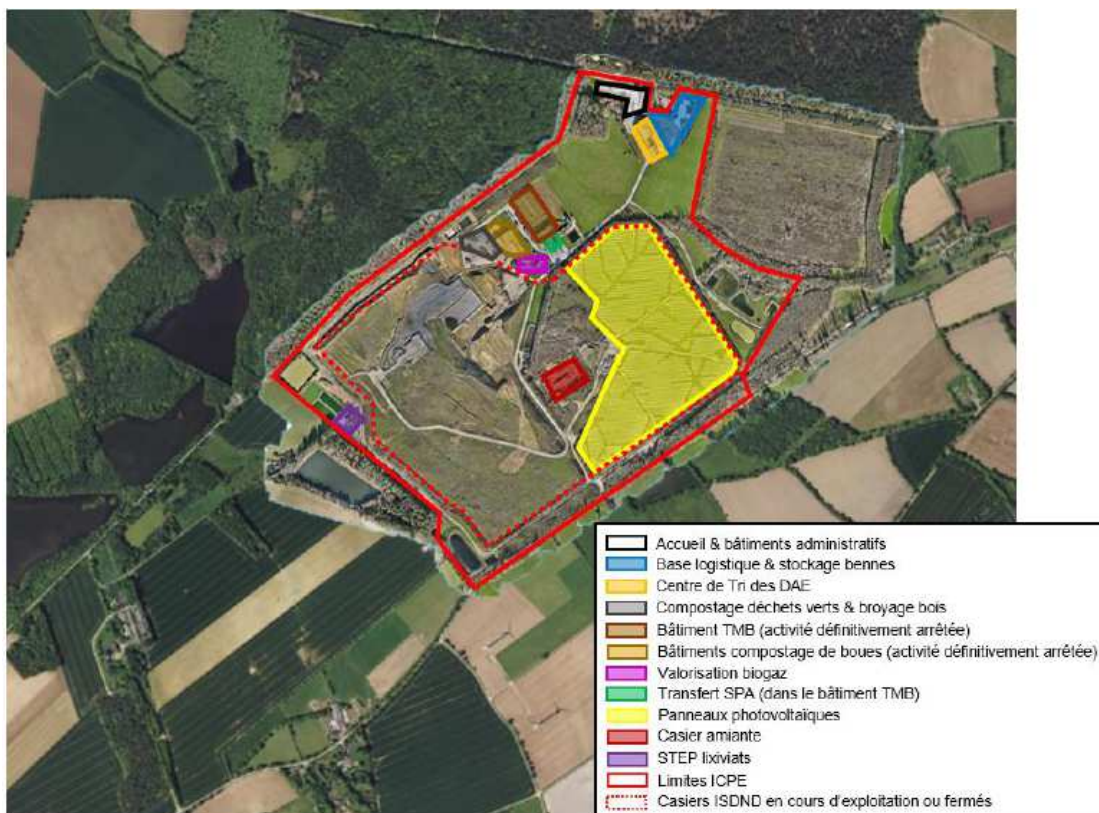 Accueil & bâtiments administratifs
Base logistique & stockage bennes
Centre de Tri des DAE
Compostage déchets verts & broyage bois
Bâtiment TMB (activité définitivement arrêtée)
Bâtiments compostage de boues (activité définitivement arrêtée)
Valorisation biogaz
Transfert SPA (dans le bâtiment TMB)
Panneaux photovoltaïques
Casier amiante
STEP lixiviats
Limites ICPE
Casiers ISDND en cours d'exploitation ou fermés